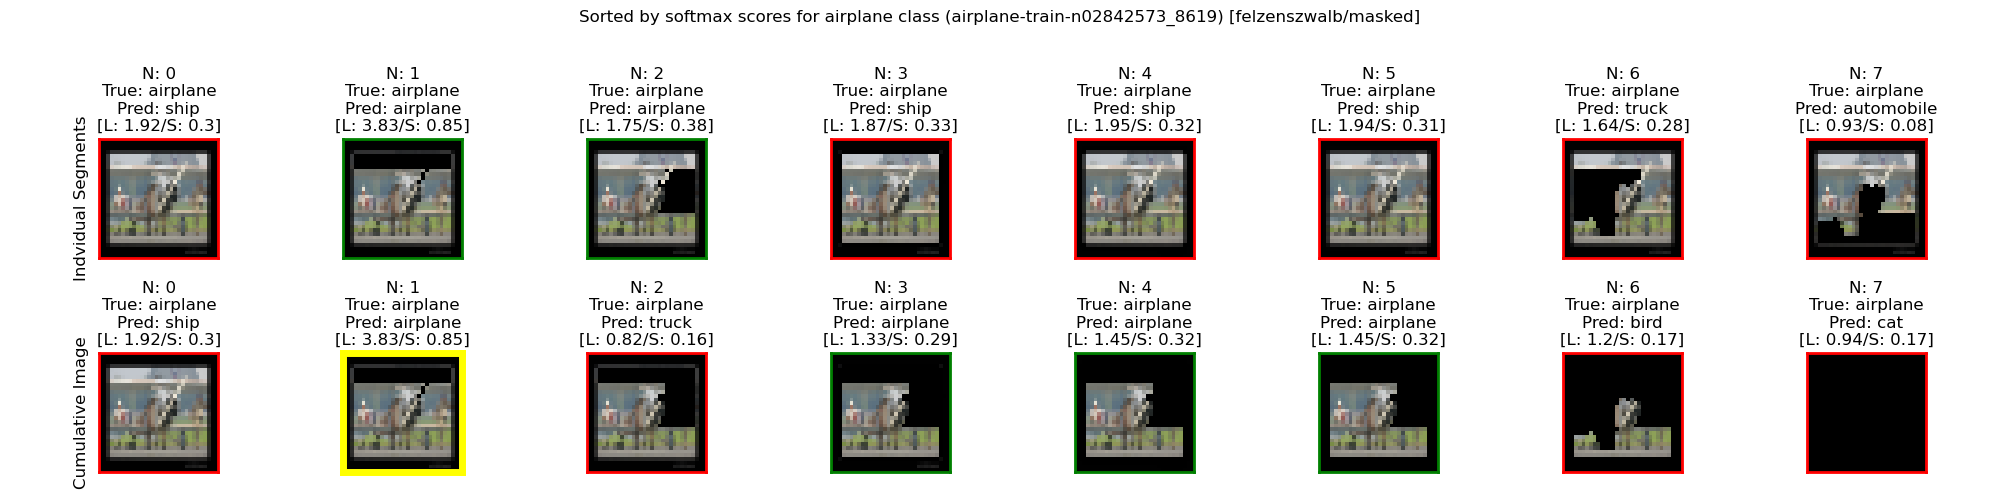 Sorted by softmax scores for airplane class (airplane-train-n02842573_8619) [felzenszwalb/masked]
Indvidual Segments
N: 0
True: airplane
Pred: ship
[L: 1.92/S: 0.3]
N: 1
True: airplane
Pred: airplane
[L: 3.83/S: 0.85]
N: 2
True: airplane
Pred: airplane
[L: 1.75/S: 0.38]
N: 3
True: airplane
Pred: ship
[L: 1.87/S: 0.33]
N: 4
True: airplane
Pred: ship
[L: 1.95/S: 0.32]
N: 5
True: airplane
Pred: ship
[L: 1.94/S: 0.31]
N: 6
True: airplane
Pred: truck
[L: 1.64/S: 0.28]
N: 7
True: airplane
Pred: automobile
[L: 0.93/S: 0.08]
Cumulative Image
N: 0
True: airplane
Pred: ship
[L: 1.92/S: 0.3]
N: 1
True: airplane
Pred: airplane
[L: 3.83/S: 0.85]
N: 2
True: airplane
Pred: truck
[L: 0.82/S: 0.16]
N: 3
True: airplane
Pred: airplane
[L: 1.33/S: 0.29]
N: 4
True: airplane
Pred: airplane
[L: 1.45/S: 0.32]
N: 5
True: airplane
Pred: airplane
[L: 1.45/S: 0.32]
N: 6
True: airplane
Pred: bird
[L: 1.2/S: 0.17]
N: 7
True: airplane
Pred: cat
[L: 0.94/S: 0.17]